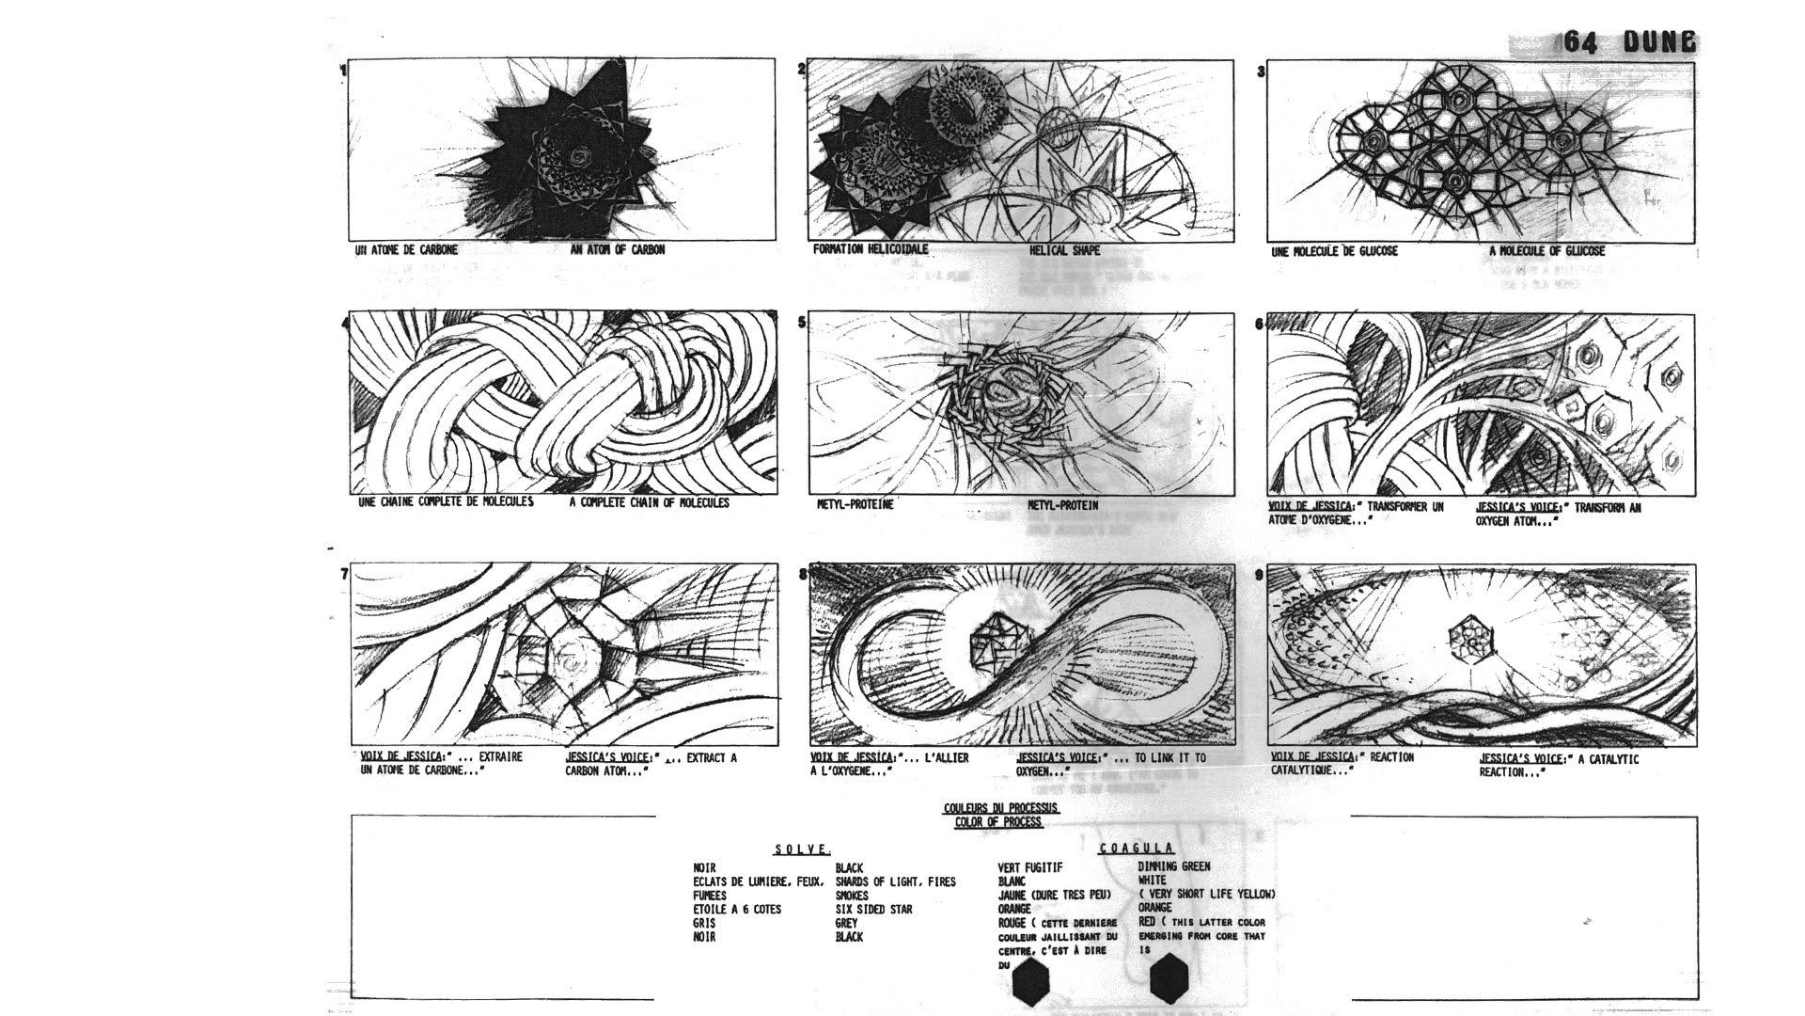 64 DUNE
1
2
3
UN ATOME DE CARBONE AN ATOM OF CARBON
FORMATION HELICOIDALE HELICAL SHAPE
UNE MOLECULE DE GLUCOSE A MOLECULE OF GLUCOSE
4
5
6
UNE CHAINE COMPLETE DE MOLECULES A COMPLETE CHAIN OF MOLECULES
METYL-PROTEINE METYL-PROTEIN
VOIX DE JESSICA:" TRANSFORMER UN
ATOME D'OXYGENE..."
JESSICA'S VOICE:" TRANSFORM AN
OXYGEN ATOM..."
7
8
9
VOIX DE JESSICA:" ... EXTRAIRE
UN ATOME DE CARBONE..."
JESSICA'S VOICE:" ... EXTRACT A
CARBON ATOM..."
VOIX DE JESSICA:"... L'ALLIER
A L'OXYGENE..."
JESSICA'S VOICE:" ... TO LINK IT TO
OXYGEN..."
VOIX DE JESSICA:" REACTION
CATALYTIQUE..."
JESSICA'S VOICE:" A CATALYTIC
REACTION..."
COULEURS DU PROCESSUS
COLOR OF PROCESS
SOLVE.
NOIR BLACK
ECLATS DE LUMIERE, FEUX. SHARDS OF LIGHT, FIRES
FUMEES SMOKES
ETOILE A 6 COTES SIX SIDED STAR
GRIS GREY
NOIR BLACK
COAGULA
VERT FUGITIF DIMMING GREEN
BLANC WHITE
JAUNE (DURE TRES PEU) ( VERY SHORT LIFE YELLOW)
ORANGE ORANGE
ROUGE ( CETTE DERNIERE RED ( THIS LATTER COLOR
COULEUR JAILLISSANT DU EMERGING FROM CORE THAT
CENTRE, C'EST À DIRE IS
DU